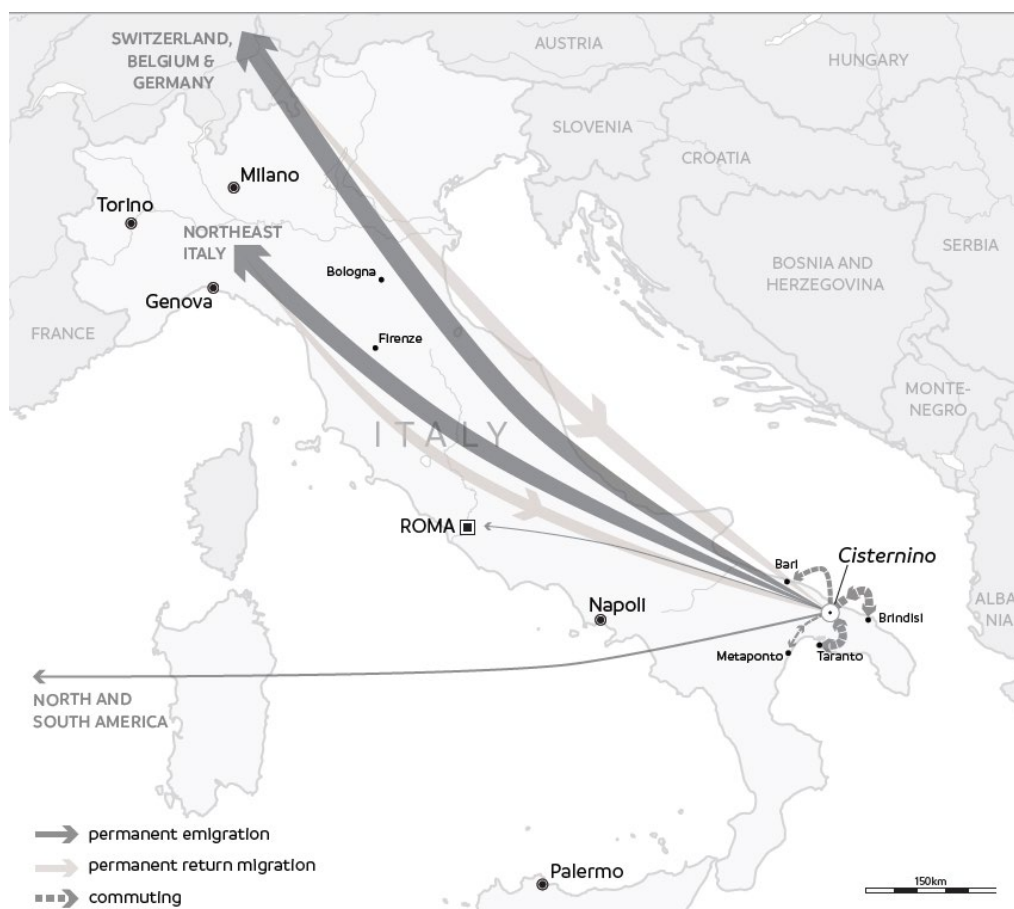 SWITZERLAND,
BELGIUM &
GERMANY
AUSTRIA
HUNGARY
SLOVENIA
CROATIA
Milano
Torino
NORTHEAST
ITALY
Bologna
SERBIA
BOSNIA AND
HERZEGOVINA
Genova
FRANCE
Firenze
MONTE-
NEGRO
ITALY
ROMA
Cisternino
Bari
ALBA
NIA
Napoli
Brindisi
Metaponto
Taranto
NORTH AND
SOUTH AMERICA
permanent emigration
permanent return migration
commuting
Palermo
150km